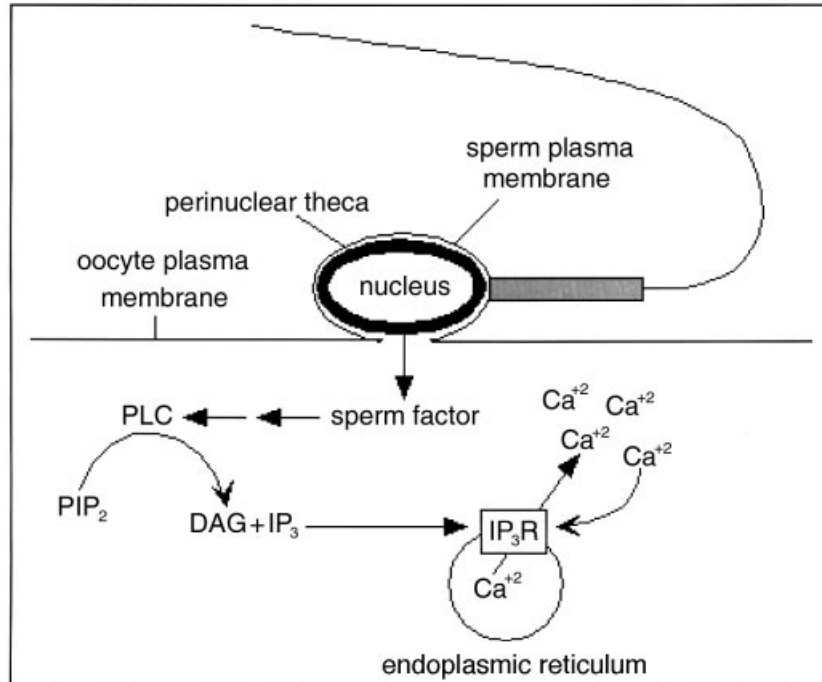 sperm plasma
membrane
perinuclear theca
oocyte plasma
membrane
nucleus
PLC
sperm factor
Ca⁺²
Ca⁺²
Ca⁺²
Ca⁺²
PIP₂
DAG+IP₃
IP₃R
Ca⁺²
endoplasmic reticulum